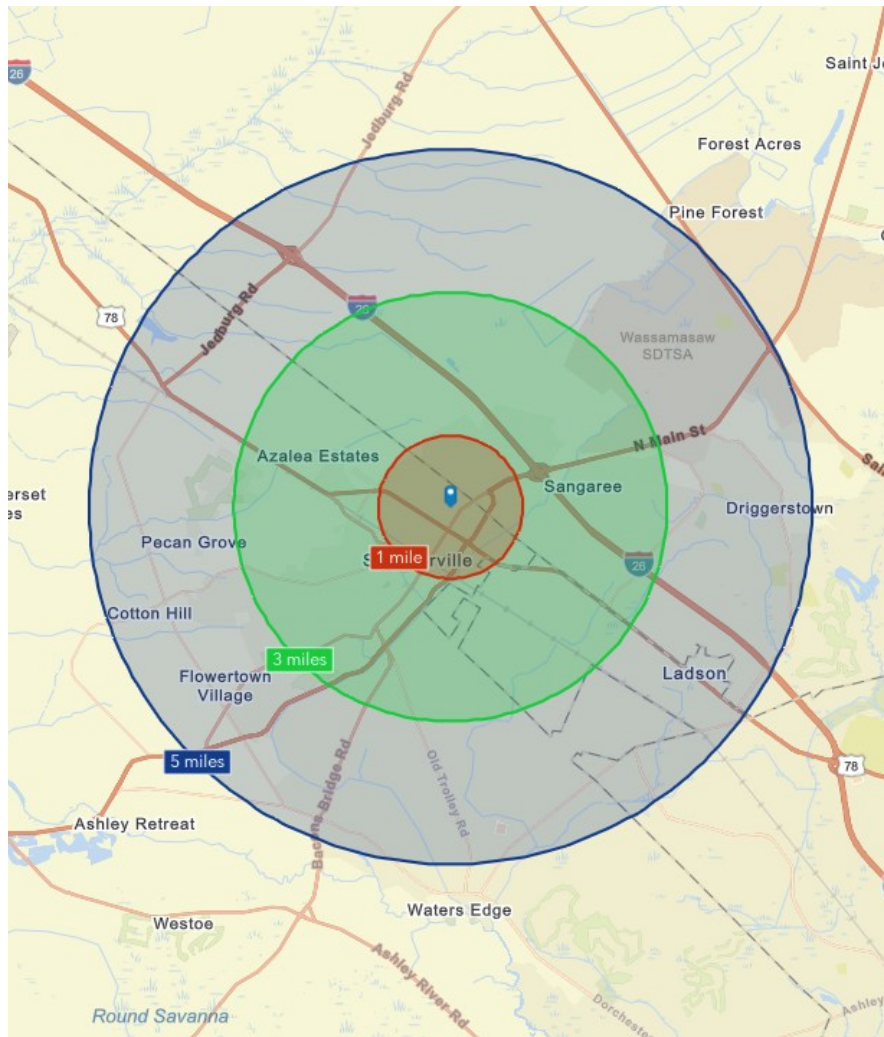 26
Saint Je
Jedburg Rd
Forest Acres
Pine Forest
78
26
Jedburg Rd
Wassamasaw
SDTSA
N Main St
Azalea Estates
Sangaree
erset
es
Driggerstown
Pecan Grove
1 mile
S
rville
26
Cotton Hill
3 miles
Flowertown
Village
Ladson
5 miles
78
Old Trolley Rd
Bacons Bridge Rd
Ashley Retreat
Waters Edge
Westoe
Ashley River Rd
Round Savanna
Dorchester
Ashley